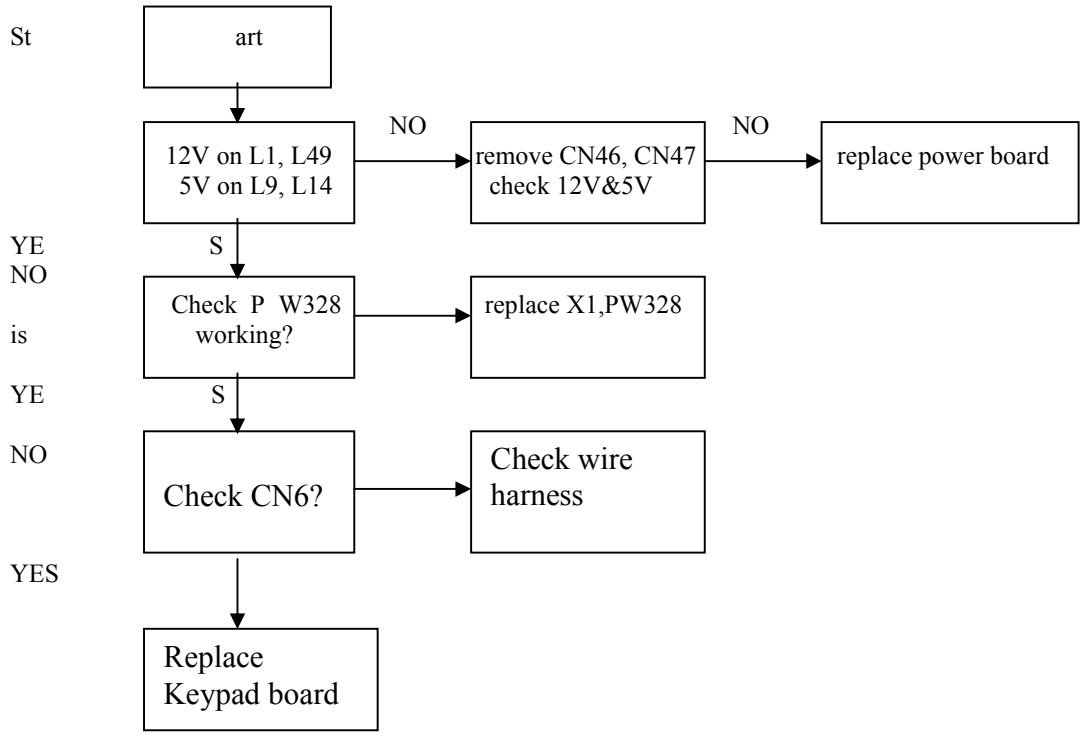 St art
NO NO
12V on L1, L49
5V on L9, L14
remove CN46, CN47
check 12V&5V
replace power board
YE S
NO
Check P W328
is working?
replace X1,PW328
YE S
NO
Check CN6?
Check wire
harness
YES
Replace
Keypad board